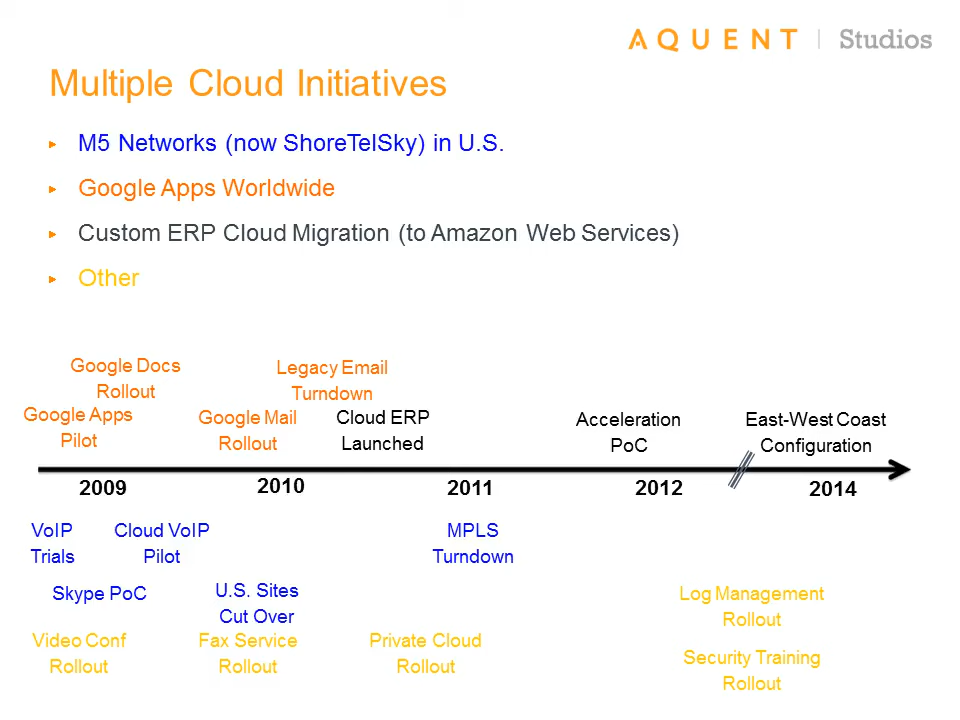 AQUENT | Studios
Multiple Cloud Initiatives
M5 Networks (now ShoreTelSky) in U.S.
Google Apps Worldwide
Custom ERP Cloud Migration (to Amazon Web Services)
Other
Google Docs
Rollout
Legacy Email
Turndown
Google Apps
Pilot
Google Mail
Rollout
Cloud ERP
Launched
Acceleration
PoC
East-West Coast
Configuration
2009
2010
2011
2012
2014
VoIP
Trials
Cloud VoIP
Pilot
MPLS
Turndown
Skype PoC
U.S. Sites
Cut Over
Log Management
Rollout
Video Conf
Rollout
Fax Service
Rollout
Private Cloud
Rollout
Security Training
Rollout